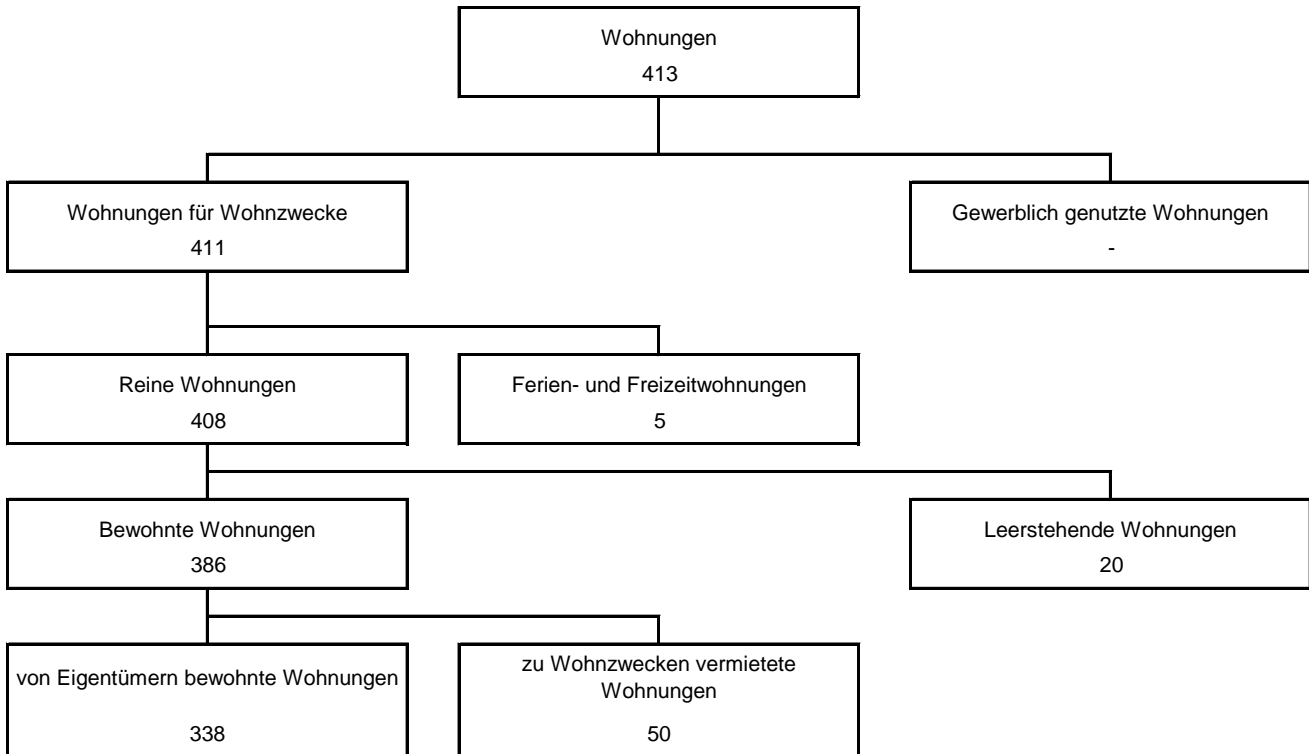 Wohnungen
413
Wohnungen für Wohnzwecke
411
Gewerblich genutzte Wohnungen
-
Reine Wohnungen
408
Ferien- und Freizeitwohnungen
5
Bewohnte Wohnungen
386
Leerstehende Wohnungen
20
von Eigentümern bewohnte Wohnungen
338
zu Wohnzwecken vermietete
Wohnungen
50